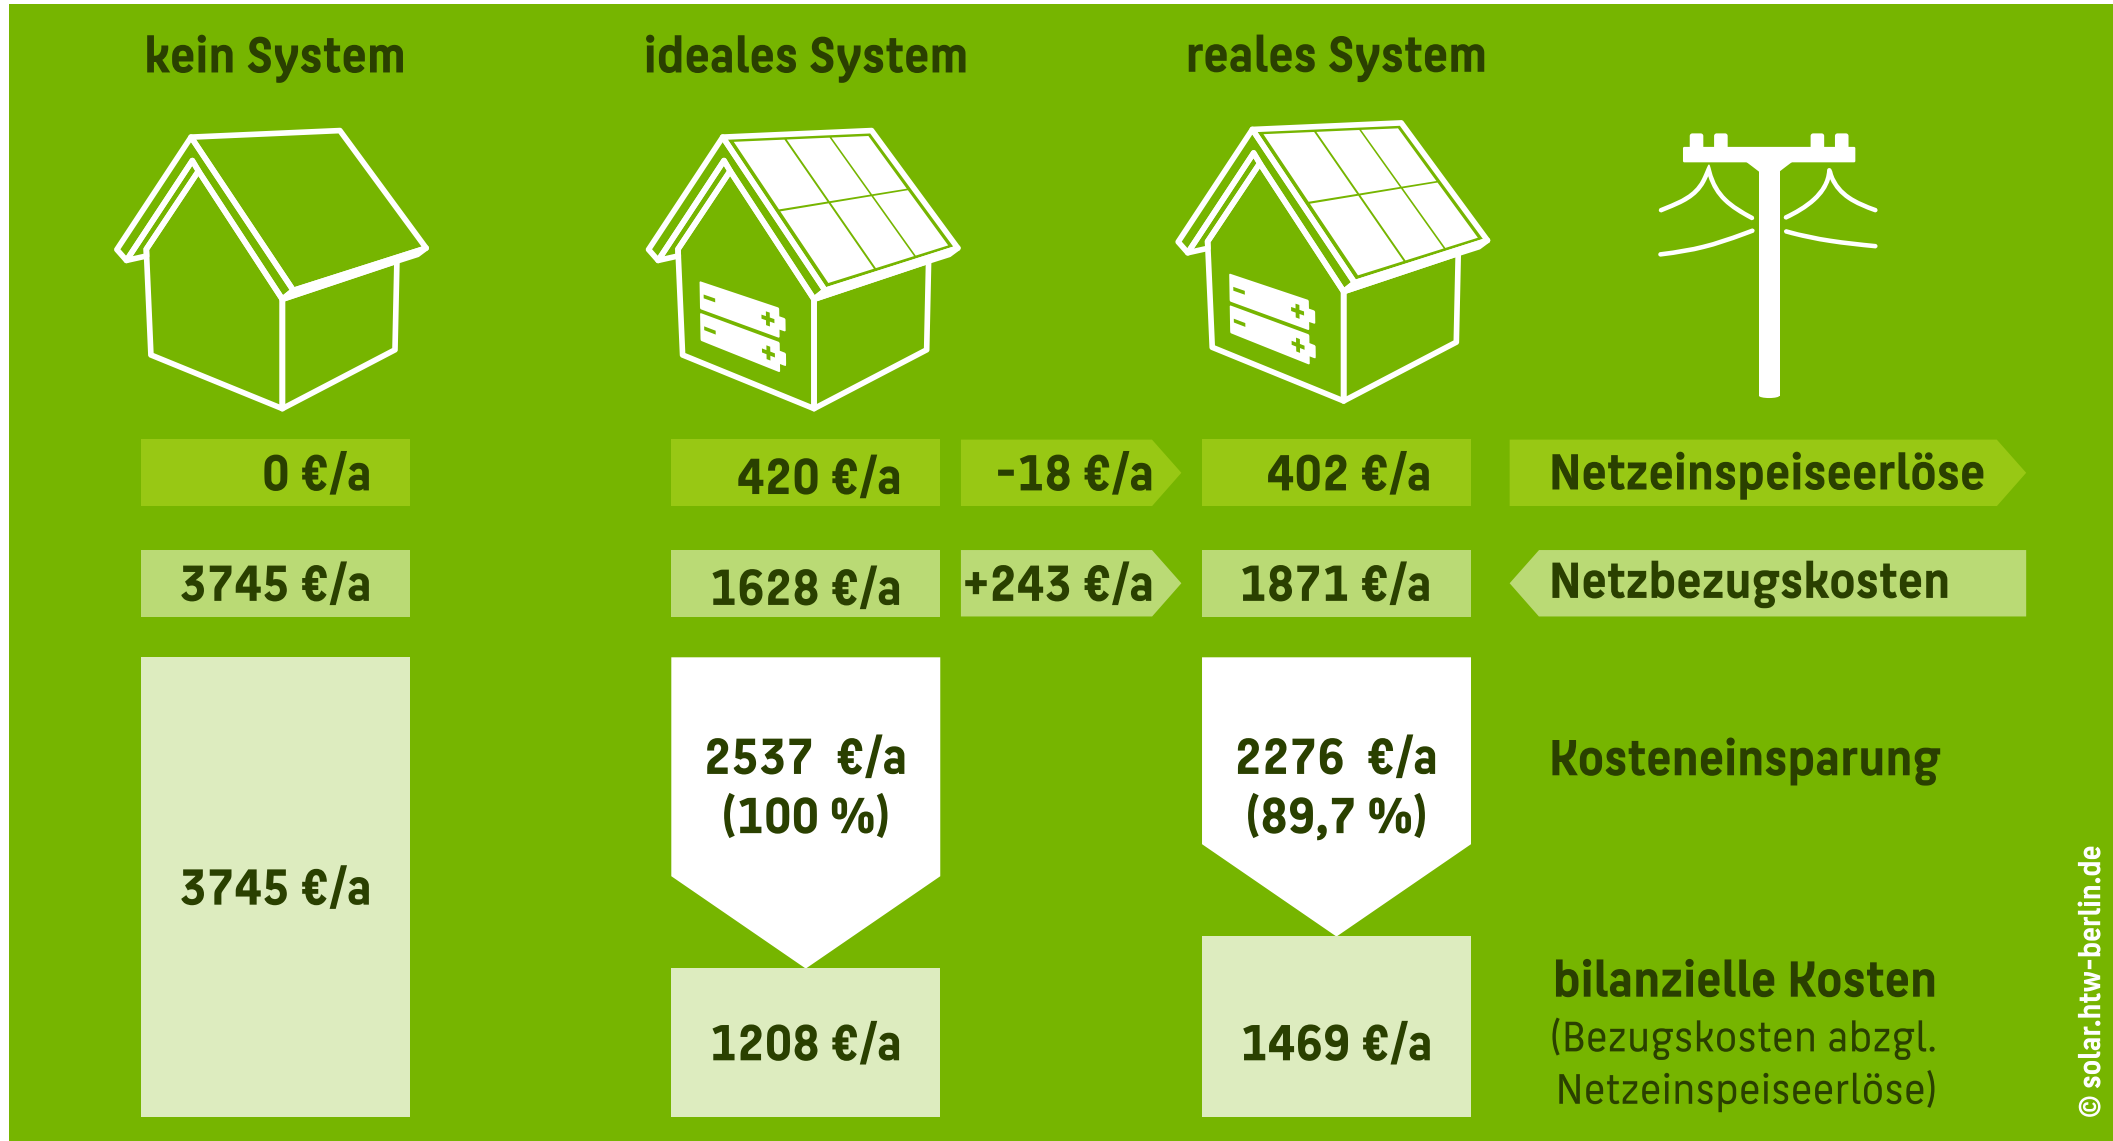 kein System
ideales System
reales System
0 €/a
420 €/a
-18 €/a
402 €/a
Netzeinspeiseerlöse
3745 €/a
1628 €/a
+243 €/a
1871 €/a
Netzbezugskosten
3745 €/a
2537 €/a
(100 %)
2276 €/a
(89,7 %)
Kosteneinsparung
1208 €/a
1469 €/a
bilanzielle Kosten
(Bezugskosten abzgl.
Netzeinspeiseerlöse)
© solar.htw-berlin.de